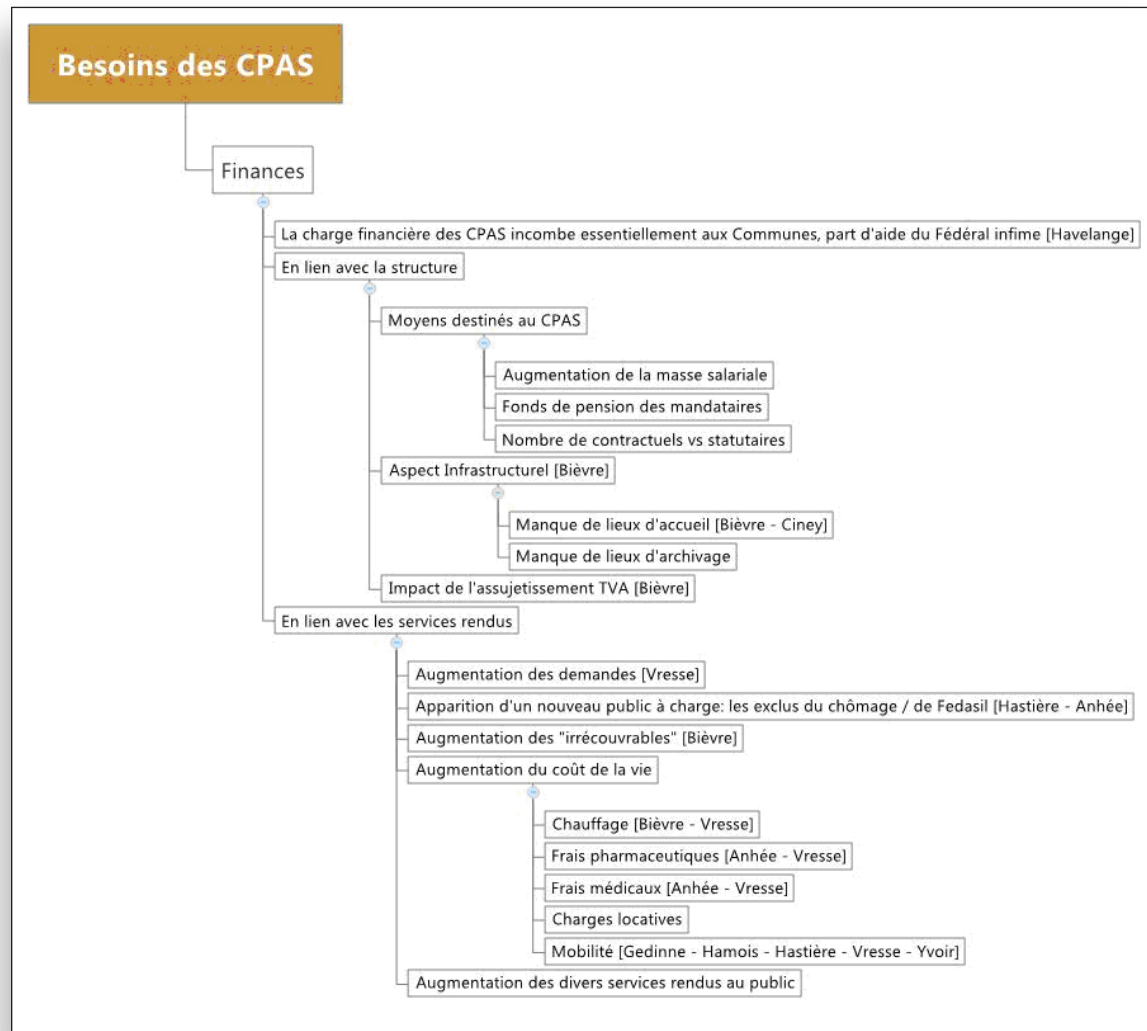 Besoins des CPAS
Finances
La charge financière des CPAS incombe essentiellement aux Communes, part d'aide du Fédéral infime [Havelange]
En lien avec la structure
Moyens destinés au CPAS
Augmentation de la masse salariale
Fonds de pension des mandataires
Nombre de contractuels vs statutaires
Aspect Infrastructurel [Bièvre]
Manque de lieux d'accueil [Bièvre - Ciney]
Manque de lieux d'archivage
Impact de l'assujetissement TVA [Bièvre]
En lien avec les services rendus
Augmentation des demandes [Vresse]
Apparition d'un nouveau public à charge: les exclus du chômage / de Fedasil [Hastière - Anhée]
Augmentation des "irrécouvrables" [Bièvre]
Augmentation du coût de la vie
Chauffage [Bièvre - Vresse]
Frais pharmaceutiques [Anhée - Vresse]
Frais médicaux [Anhée - Vresse]
Charges locatives
Mobilité [Gedinne - Hamois - Hastière - Vresse - Yvoir]
Augmentation des divers services rendus au public